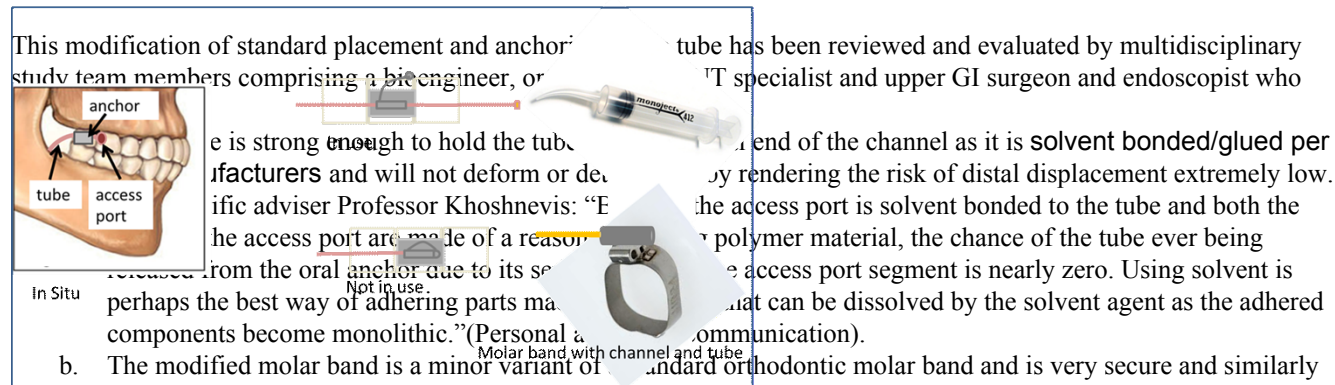 This modification of standard placement and anchori tube has been reviewed and evaluated by multidisciplinary
study team members comprising a bioengineer, or NT specialist and upper GI surgeon and endoscopist who
anchor
tube
access
port
In Situ
In use
monoject 412
Not in use
Molar band with channel and tube
e is strong enough to hold the tube end of the channel as it is solvent bonded/glued per
ufacturers and will not deform or det by rendering the risk of distal displacement extremely low.
ific adviser Professor Khoshnevis: “B the access port is solvent bonded to the tube and both the
he access port are made of a reason g polymer material, the chance of the tube ever being
released from the oral anchor due to its se e access port segment is nearly zero. Using solvent is
perhaps the best way of adhering parts ma hat can be dissolved by the solvent agent as the adhered
components become monolithic.”(Personal a ommunication).
b. The modified molar band is a minor variant of standard orthodontic molar band and is very secure and similarly